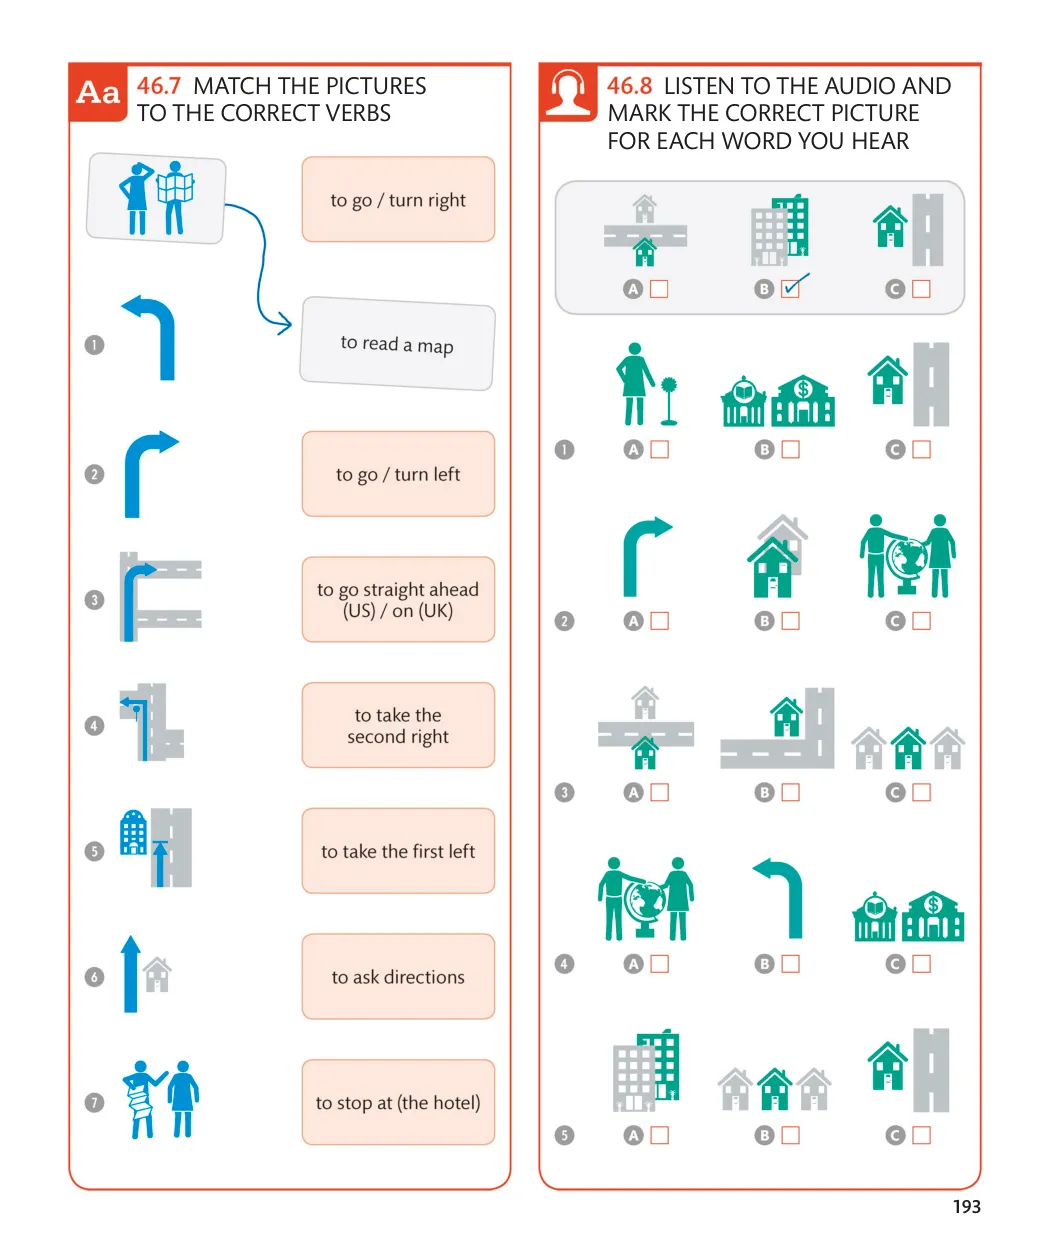 Aa
46.7 MATCH THE PICTURES
TO THE CORRECT VERBS
to go / turn right
to read a map
1
to go / turn left
2
to go straight ahead
(US) / on (UK)
3
to take the
second right
4
to take the first left
5
to ask directions
6
to stop at (the hotel)
7
46.8 LISTEN TO THE AUDIO AND
MARK THE CORRECT PICTURE
FOR EACH WORD YOU HEAR
A B C
$
1 A B C
2 A B C
3 A B C
$
4 A B C
5 A B C
193